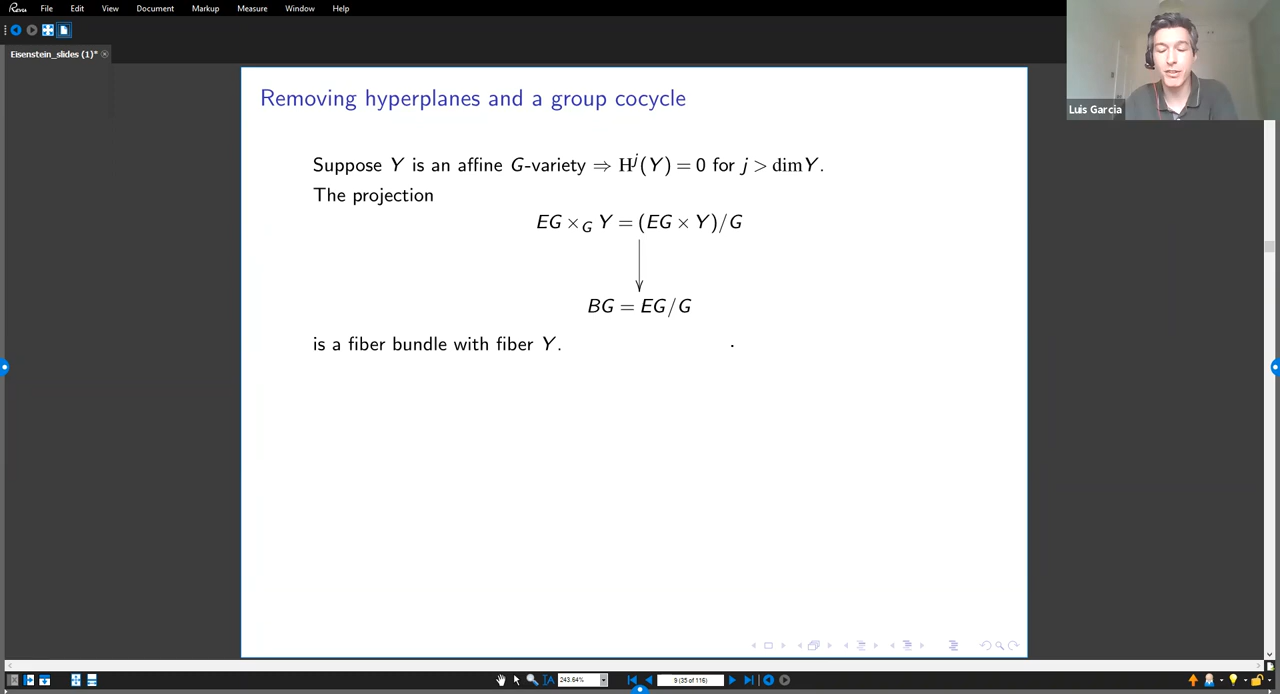 Revu File Edit View Document Markup Measure Window Help
Eisenstein_slides (1)*
Luis Garcia
Removing hyperplanes and a group cocycle
Suppose Y is an affine G-variety ⇒ H^j(Y) = 0 for j > dim Y.
The projection
EG ×_G Y = (EG × Y)/G
BG = EG/G
is a fiber bundle with fiber Y.
243.64% 9 (35 of 116)